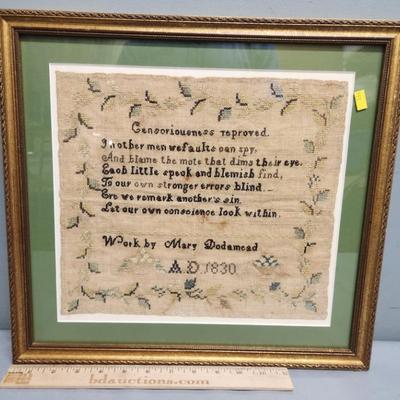 Censoriousness reproved.
In other men we faults can spy,
And blame the mote that dims their eye.
Each little speck and blemish find,
To our own stronger errors blind.
Ere we remark another's sin.
Let our own conscience look within.
Work by Mary Dodamead
A.D. 1830
bdauctions.com